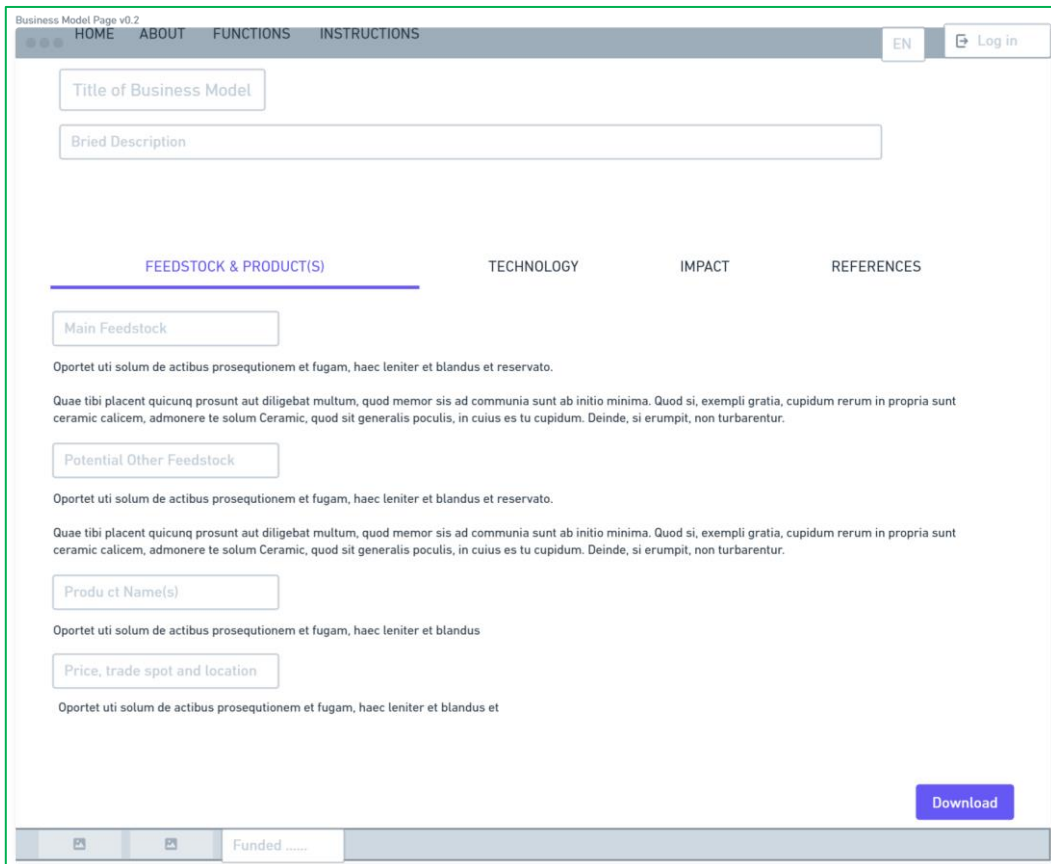 Business Model Page v0.2
HOME ABOUT FUNCTIONS INSTRUCTIONS
EN Log in
Title of Business Model
Bried Description
FEEDSTOCK & PRODUCT(S) TECHNOLOGY IMPACT REFERENCES
Main Feedstock
Oportet uti solum de actibus prosequtionem et fugam, haec leniter et blandus et reservato.
Quae tibi placent quicunq prosunt aut diligebat multum, quod memor sis ad communia sunt ab initio minima. Quod si, exempli gratia, cupidum rerum in propria sunt
ceramic calicem, admonere te solum Ceramic, quod sit generalis poculis, in cuius es tu cupidum. Deinde, si erumpit, non turbarentur.
Potential Other Feedstock
Oportet uti solum de actibus prosequtionem et fugam, haec leniter et blandus et reservato.
Quae tibi placent quicunq prosunt aut diligebat multum, quod memor sis ad communia sunt ab initio minima. Quod si, exempli gratia, cupidum rerum in propria sunt
ceramic calicem, admonere te solum Ceramic, quod sit generalis poculis, in cuius es tu cupidum. Deinde, si erumpit, non turbarentur.
Produ ct Name(s)
Oportet uti solum de actibus prosequtionem et fugam, haec leniter et blandus
Price, trade spot and location
Oportet uti solum de actibus prosequtionem et fugam, haec leniter et blandus et
Download
Funded ......